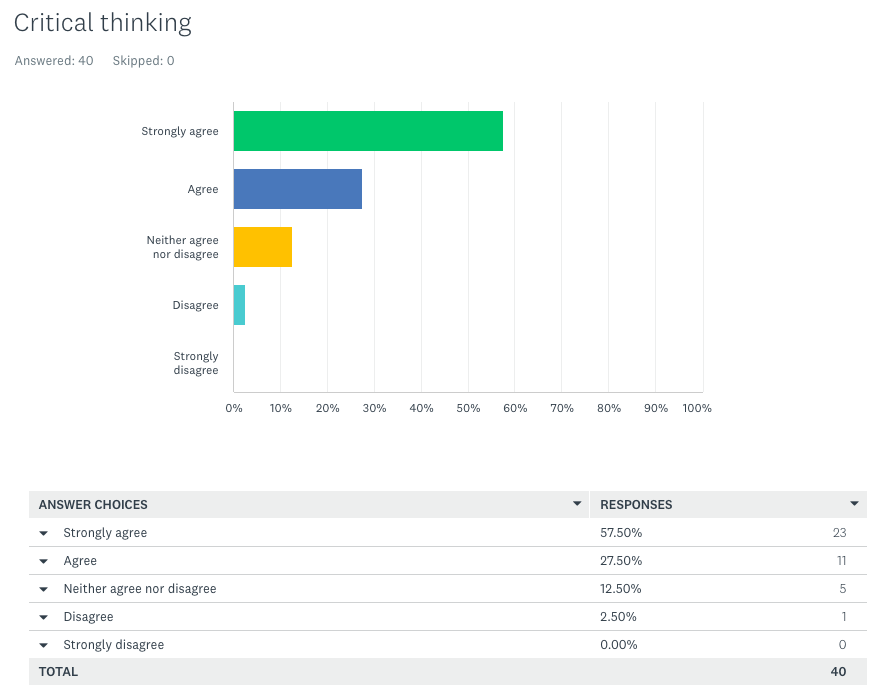 Critical thinking
Answered: 40 Skipped: 0
Strongly agree
Agree
Neither agree
nor disagree
Disagree
Strongly
disagree
0% 10% 20% 30% 40% 50% 60% 70% 80% 90% 100%
ANSWER CHOICES RESPONSES
Strongly agree 57.50% 23
Agree 27.50% 11
Neither agree nor disagree 12.50% 5
Disagree 2.50% 1
Strongly disagree 0.00% 0
TOTAL 40